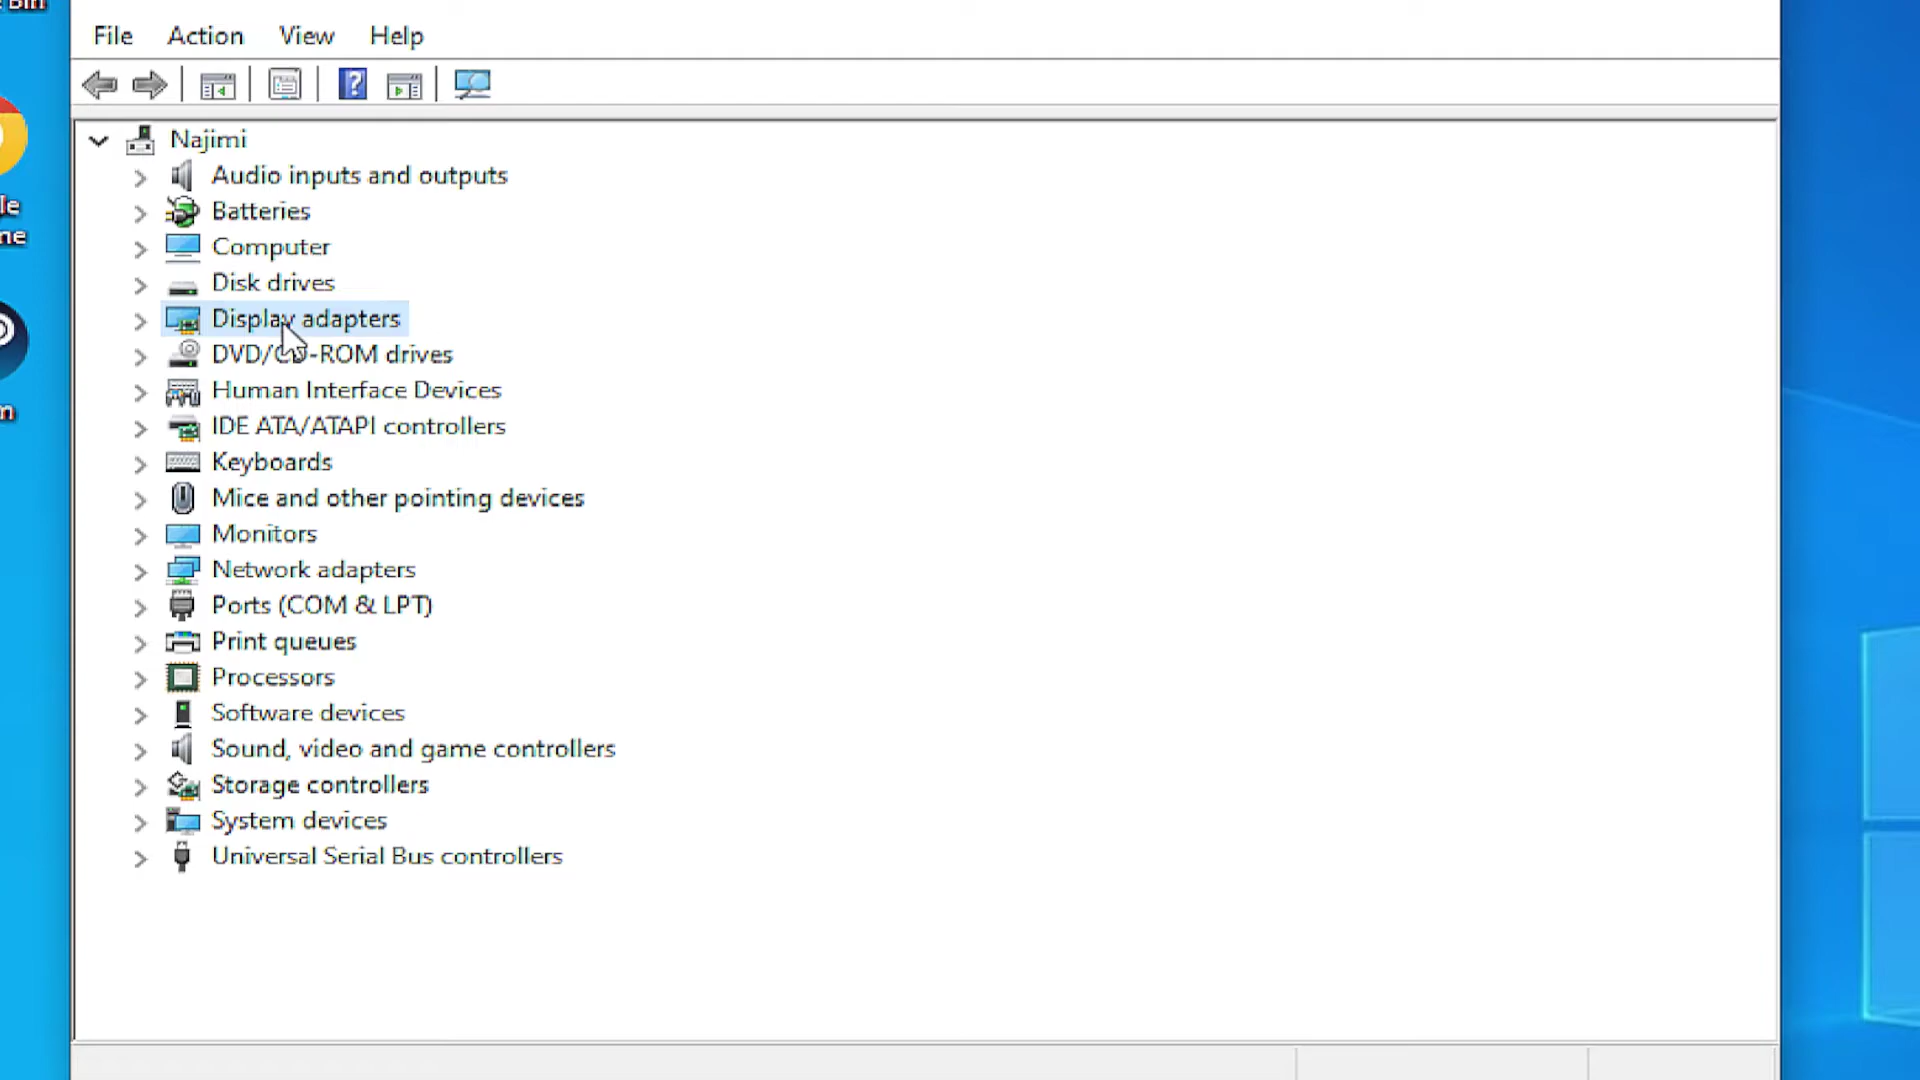 Bin
File Action View Help
Najimi
Audio inputs and outputs
Batteries
Computer
Disk drives
Display adapters
DVD/CD-ROM drives
Human Interface Devices
IDE ATA/ATAPI controllers
Keyboards
Mice and other pointing devices
Monitors
Network adapters
Ports (COM & LPT)
Print queues
Processors
Software devices
Sound, video and game controllers
Storage controllers
System devices
Universal Serial Bus controllers